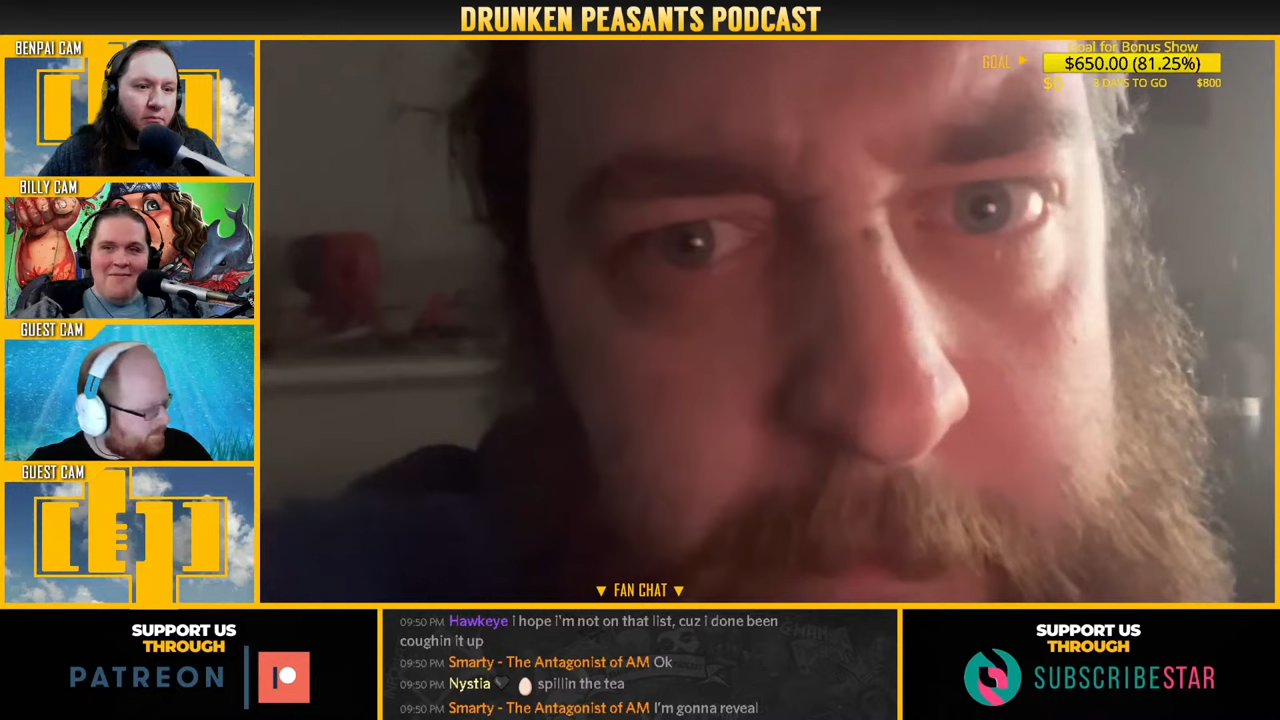 DRUNKEN PEASANTS PODCAST
BENPAI CAM
BILLY CAM
GUEST CAM
GUEST CAM
Goal for Bonus Show
GOAL ▶ $650.00 (81.25%)
$0 3 DAYS TO GO $800
▼ FAN CHAT ▼
SUPPORT US
THROUGH
PATREON
09:50 PM Hawkeye i hope i'm not on that list, cuz i done been
coughin it up
09:50 PM Smarty - The Antagonist of AM Ok
09:50 PM Nystia 🖤 🥚 spillin the tea
09:50 PM Smarty - The Antagonist of AM I'm gonna reveal
SUPPORT US
THROUGH
SUBSCRIBESTAR